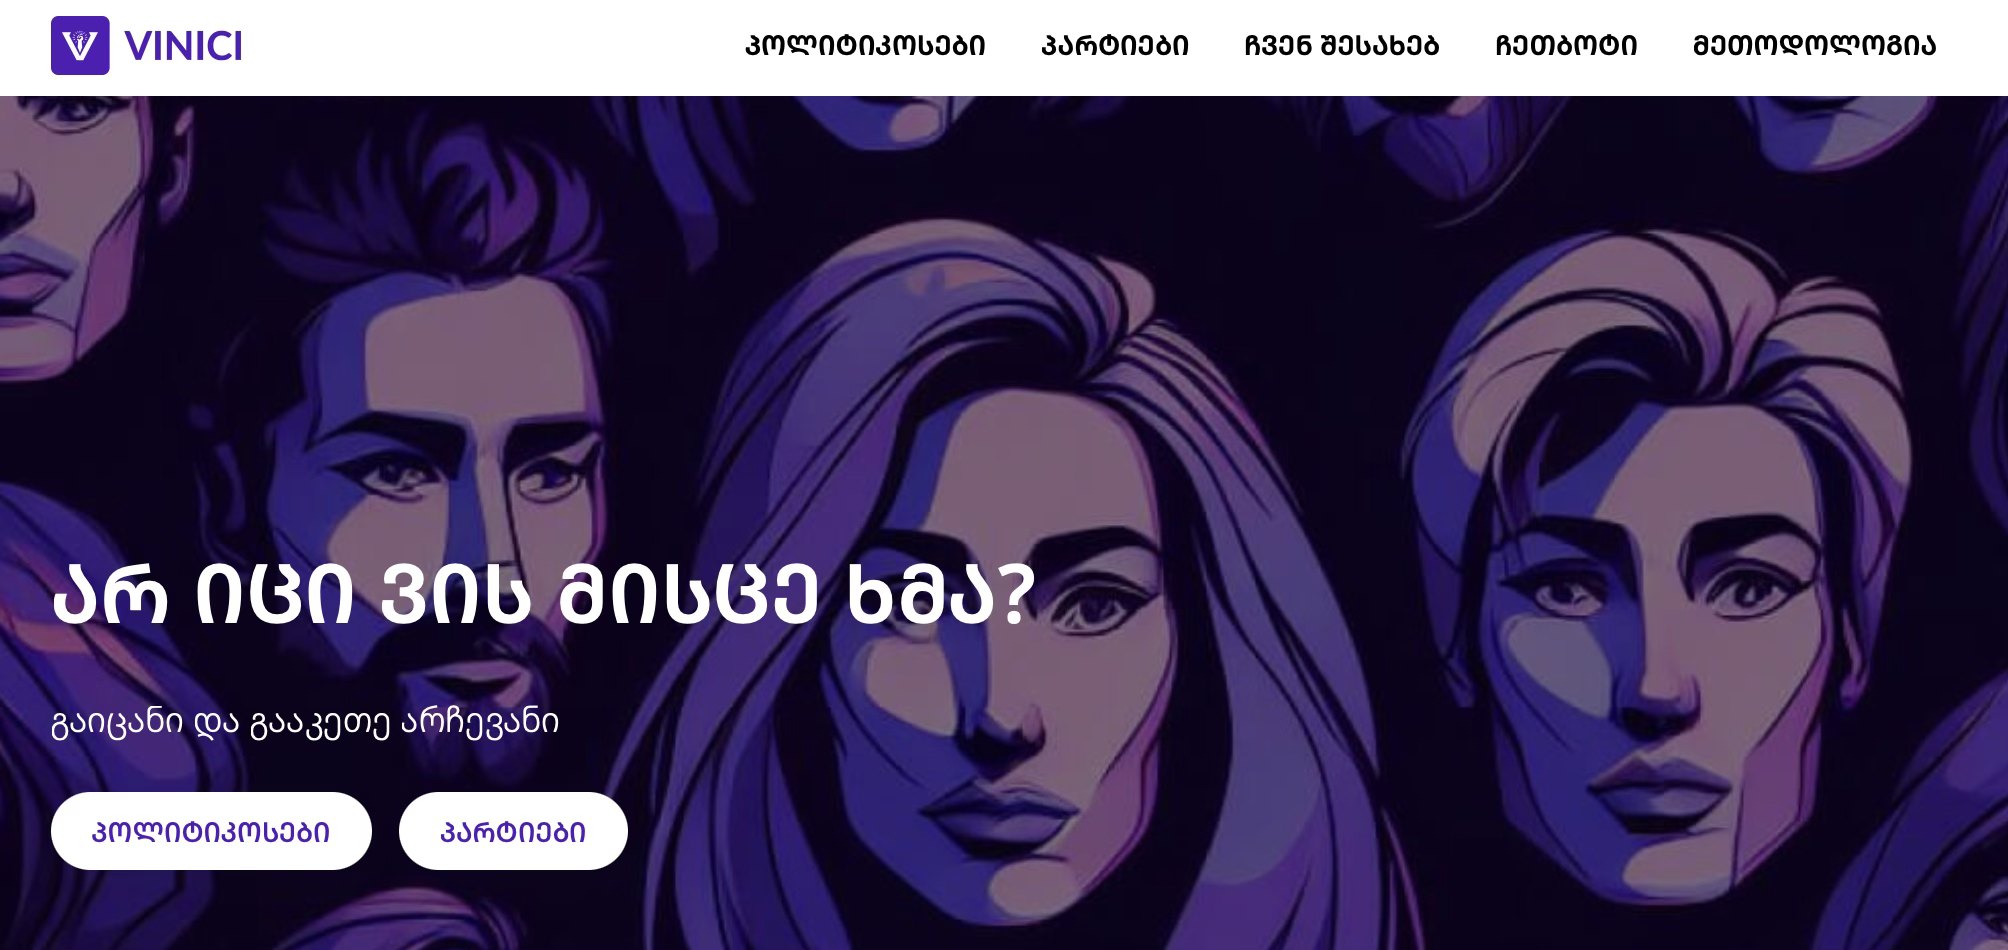 VINICI
პოლიტიკოსები პარტიები ჩვენ შესახებ ჩეთბოტი მეთოდოლოგია
არ იცი ვის მისცე ხმა?
გაიცანი და გააკეთე არჩევანი
პოლიტიკოსები პარტიები